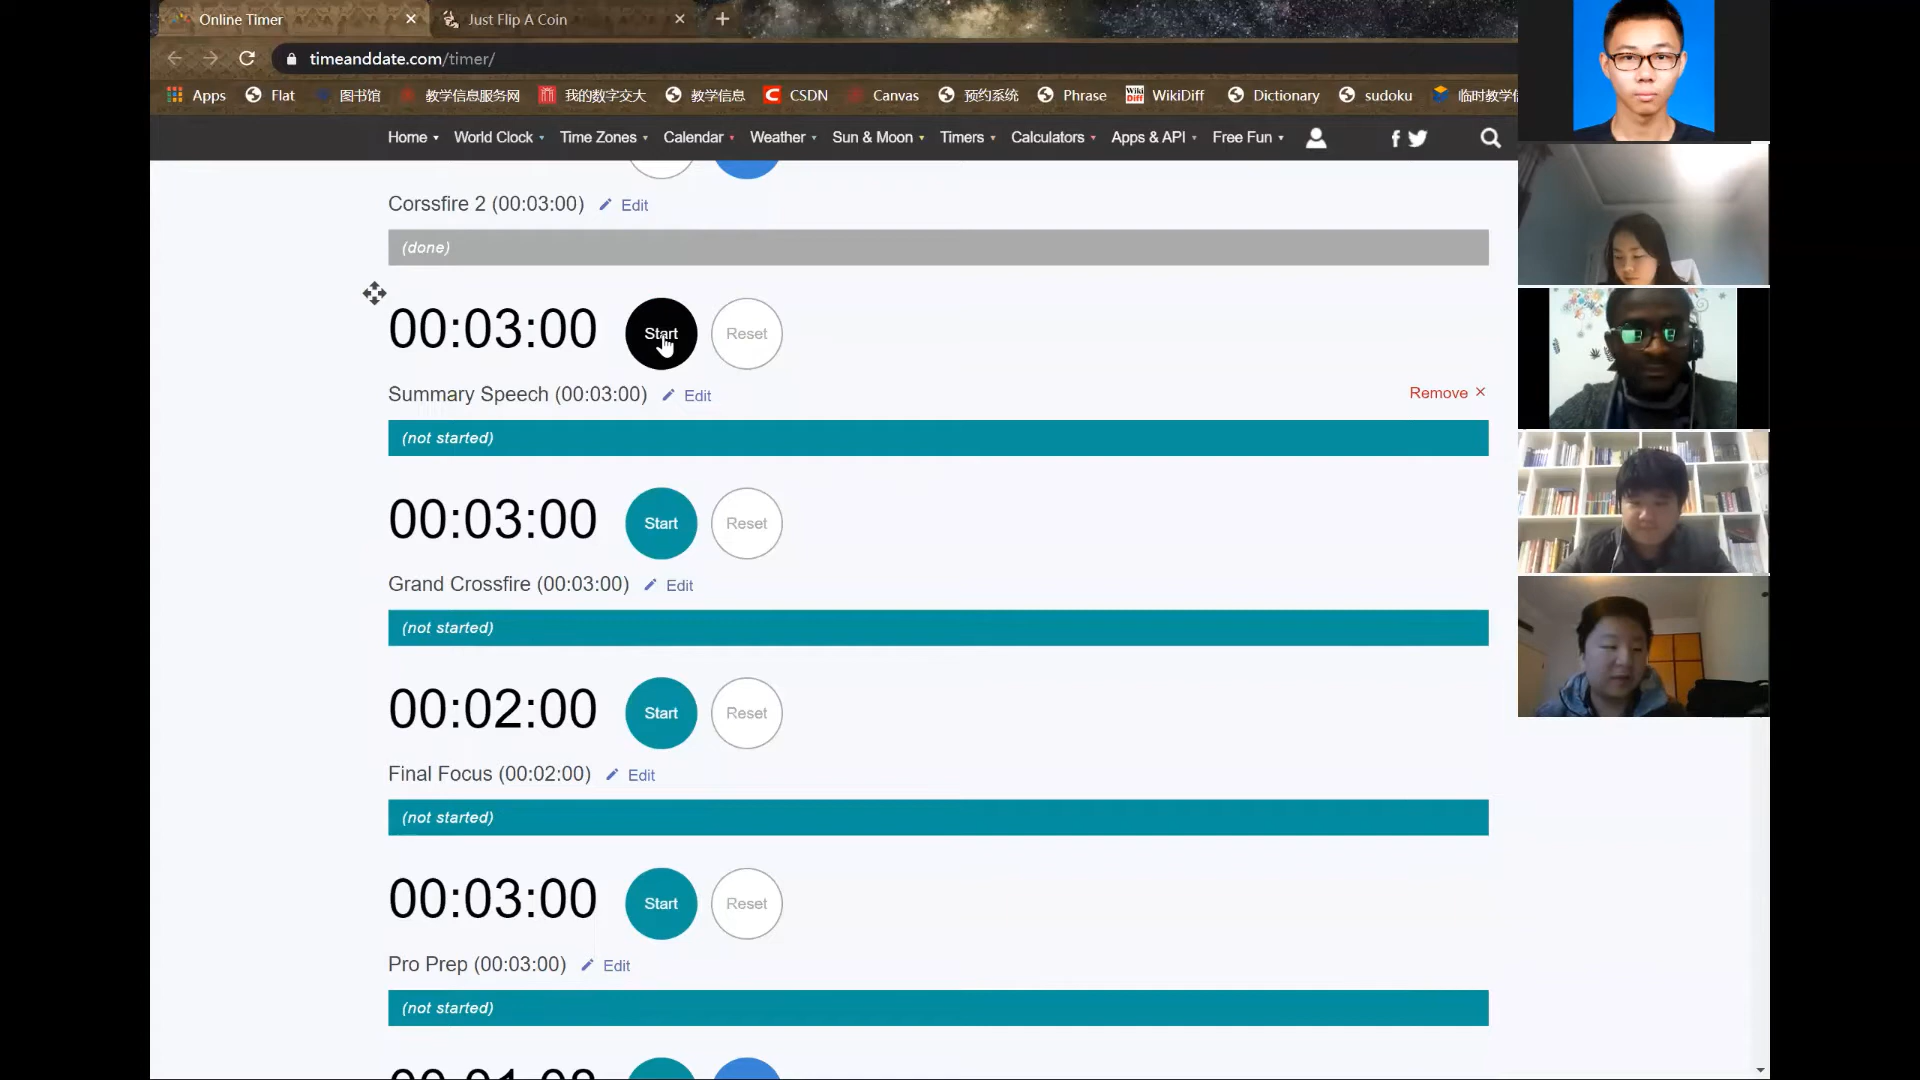 Online Timer
Just Flip A Coin
timeanddate.com/timer/
Apps Flat 图书馆 教学信息服务网 我的数字交大 教学信息 CSDN Canvas 预约系统 Phrase WikiDiff Dictionary sudoku 临时教学信
Home World Clock Time Zones Calendar Weather Sun & Moon Timers Calculators Apps & API Free Fun
Corssfire 2 (00:03:00) Edit
(done)
00:03:00 Start Reset
Summary Speech (00:03:00) Edit Remove ×
(not started)
00:03:00 Start Reset
Grand Crossfire (00:03:00) Edit
(not started)
00:02:00 Start Reset
Final Focus (00:02:00) Edit
(not started)
00:03:00 Start Reset
Pro Prep (00:03:00) Edit
(not started)